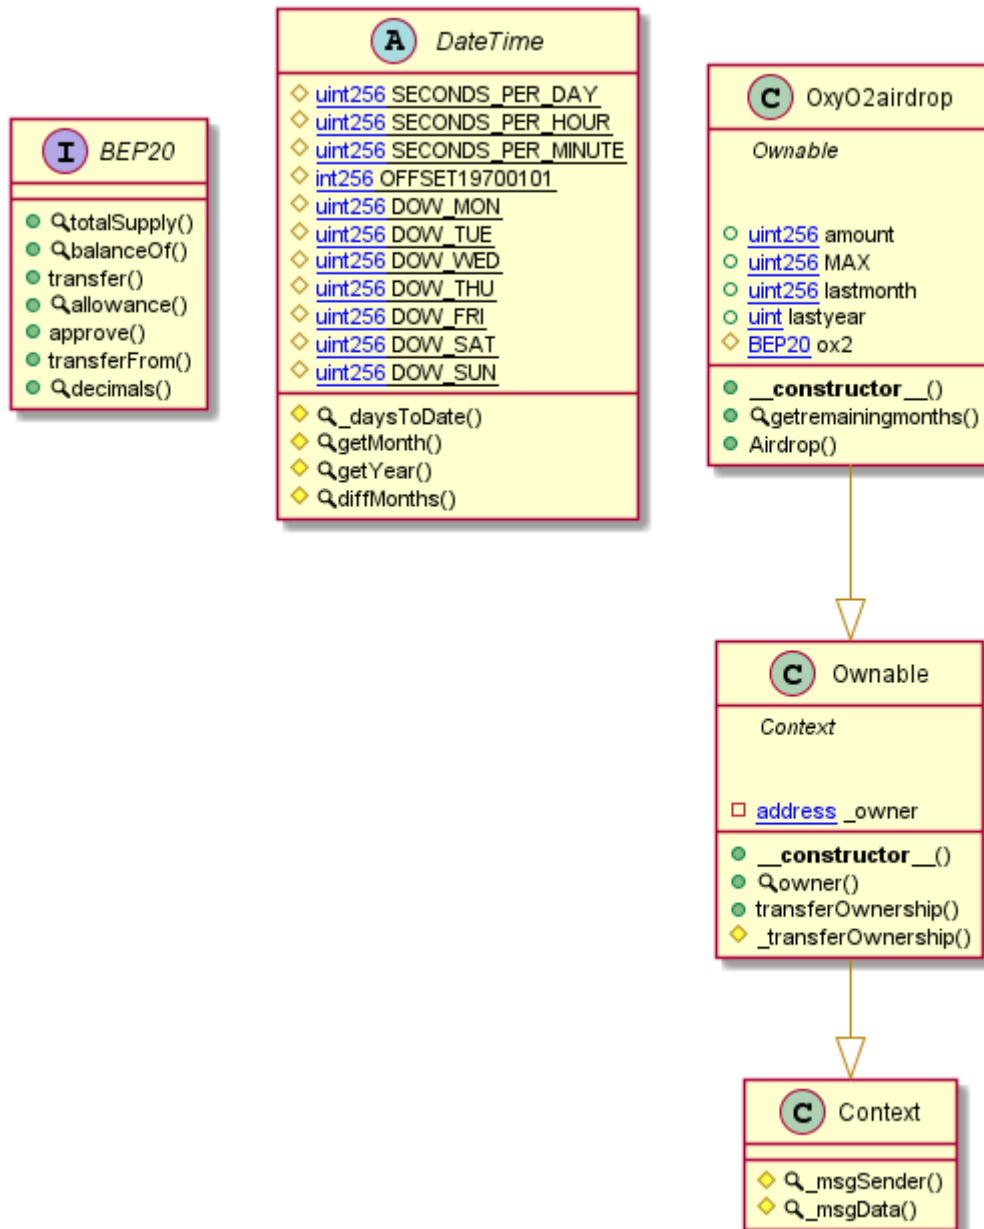 I BEP20
totalSupply()
balanceOf()
transfer()
allowance()
approve()
transferFrom()
decimals()
A DateTime
uint256 SECONDS_PER_DAY
uint256 SECONDS_PER_HOUR
uint256 SECONDS_PER_MINUTE
int256 OFFSET19700101
uint256 DOW_MON
uint256 DOW_TUE
uint256 DOW_WED
uint256 DOW_THU
uint256 DOW_FRI
uint256 DOW_SAT
uint256 DOW_SUN
_daysToDate()
getMonth()
getYear()
diffMonths()
C OxyO2airdrop
Ownable
uint256 amount
uint256 MAX
uint256 lastmonth
uint lastyear
BEP20 ox2
__constructor__()
getremainingmonths()
Airdrop()
C Ownable
Context
address _owner
__constructor__()
owner()
transferOwnership()
_transferOwnership()
C Context
_msgSender()
_msgData()